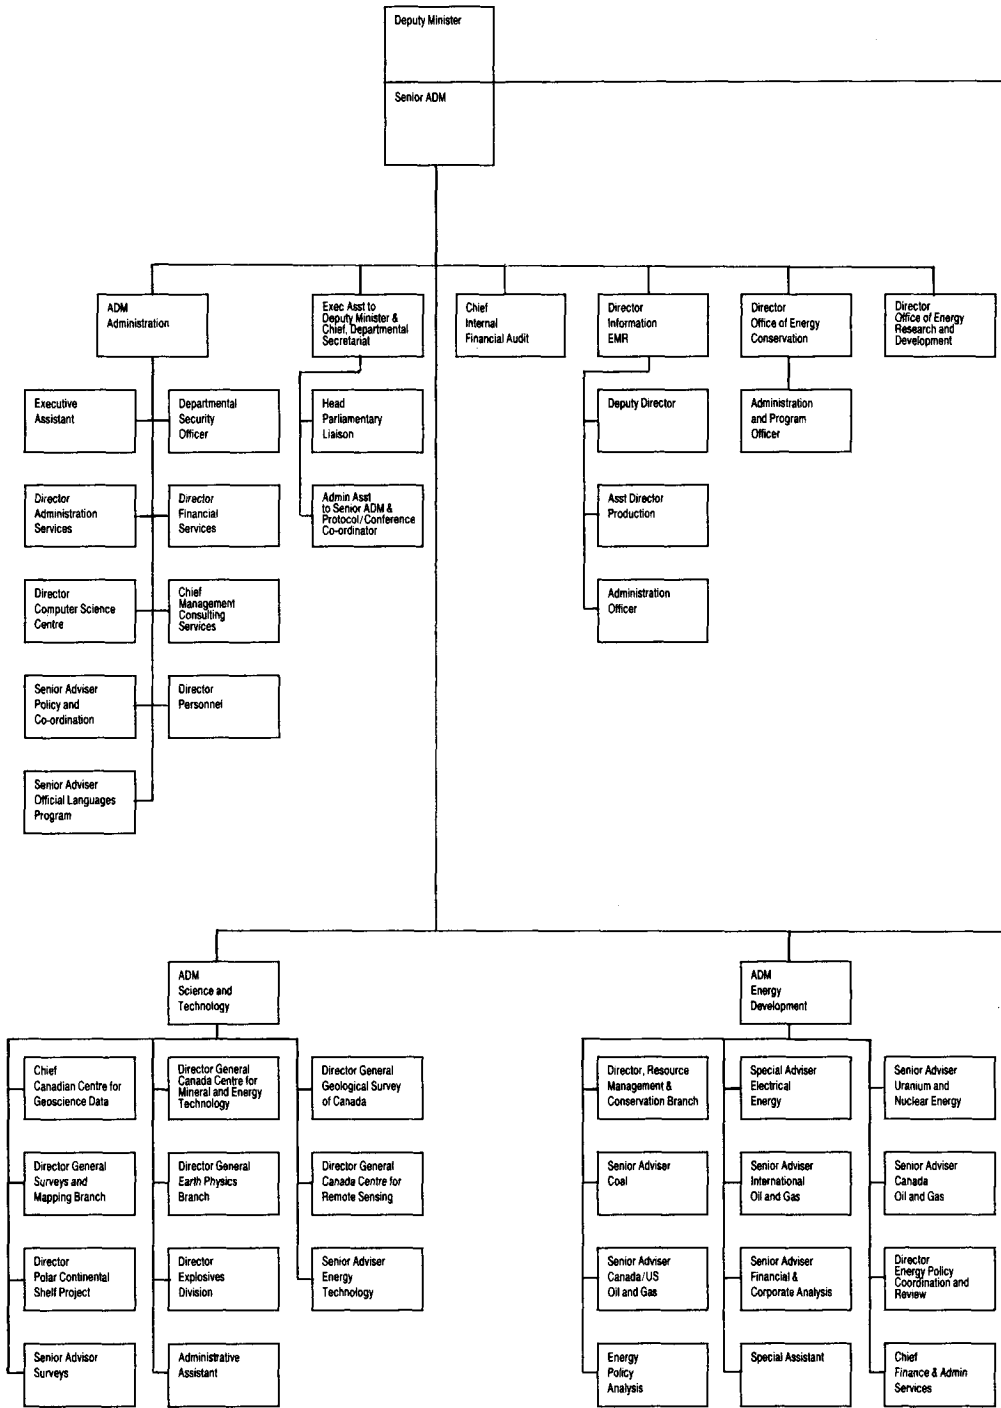 Deputy Minister
Senior ADM
ADM
Administration
Exec Asst to
Deputy Minister &
Chief, Departmental
Secretariat
Chief
Internal
Financial Audit
Director
Information
EMR
Director
Office of Energy
Conservation
Director
Office of Energy
Research and
Development
Executive
Assistant
Departmental
Security
Officer
Head
Parliamentary
Liaison
Deputy Director
Administration
and Program
Officer
Director
Administration
Services
Director
Financial
Services
Admin Asst
to Senior ADM &
Protocol/Conference
Co-ordinator
Asst Director
Production
Director
Computer Science
Centre
Chief
Management
Consulting
Services
Administration
Officer
Senior Adviser
Policy and
Co-ordination
Director
Personnel
Senior Adviser
Official Languages
Program
ADM
Science and
Technology
ADM
Energy
Development
Chief
Canadian Centre for
Geoscience Data
Director General
Canada Centre for
Mineral and Energy
Technology
Director General
Geological Survey
of Canada
Director, Resource
Management &
Conservation Branch
Special Adviser
Electrical
Energy
Senior Adviser
Uranium and
Nuclear Energy
Director General
Surveys and
Mapping Branch
Director General
Earth Physics
Branch
Director General
Canada Centre for
Remote Sensing
Senior Adviser
Coal
Senior Adviser
International
Oil and Gas
Senior Adviser
Canada
Oil and Gas
Director
Polar Continental
Shelf Project
Director
Explosives
Division
Senior Adviser
Energy
Technology
Senior Adviser
Canada/US
Oil and Gas
Senior Adviser
Financial &
Corporate Analysis
Director
Energy Policy
Coordination and
Review
Senior Advisor
Surveys
Administrative
Assistant
Energy
Policy
Analysis
Special Assistant
Chief
Finance & Admin
Services